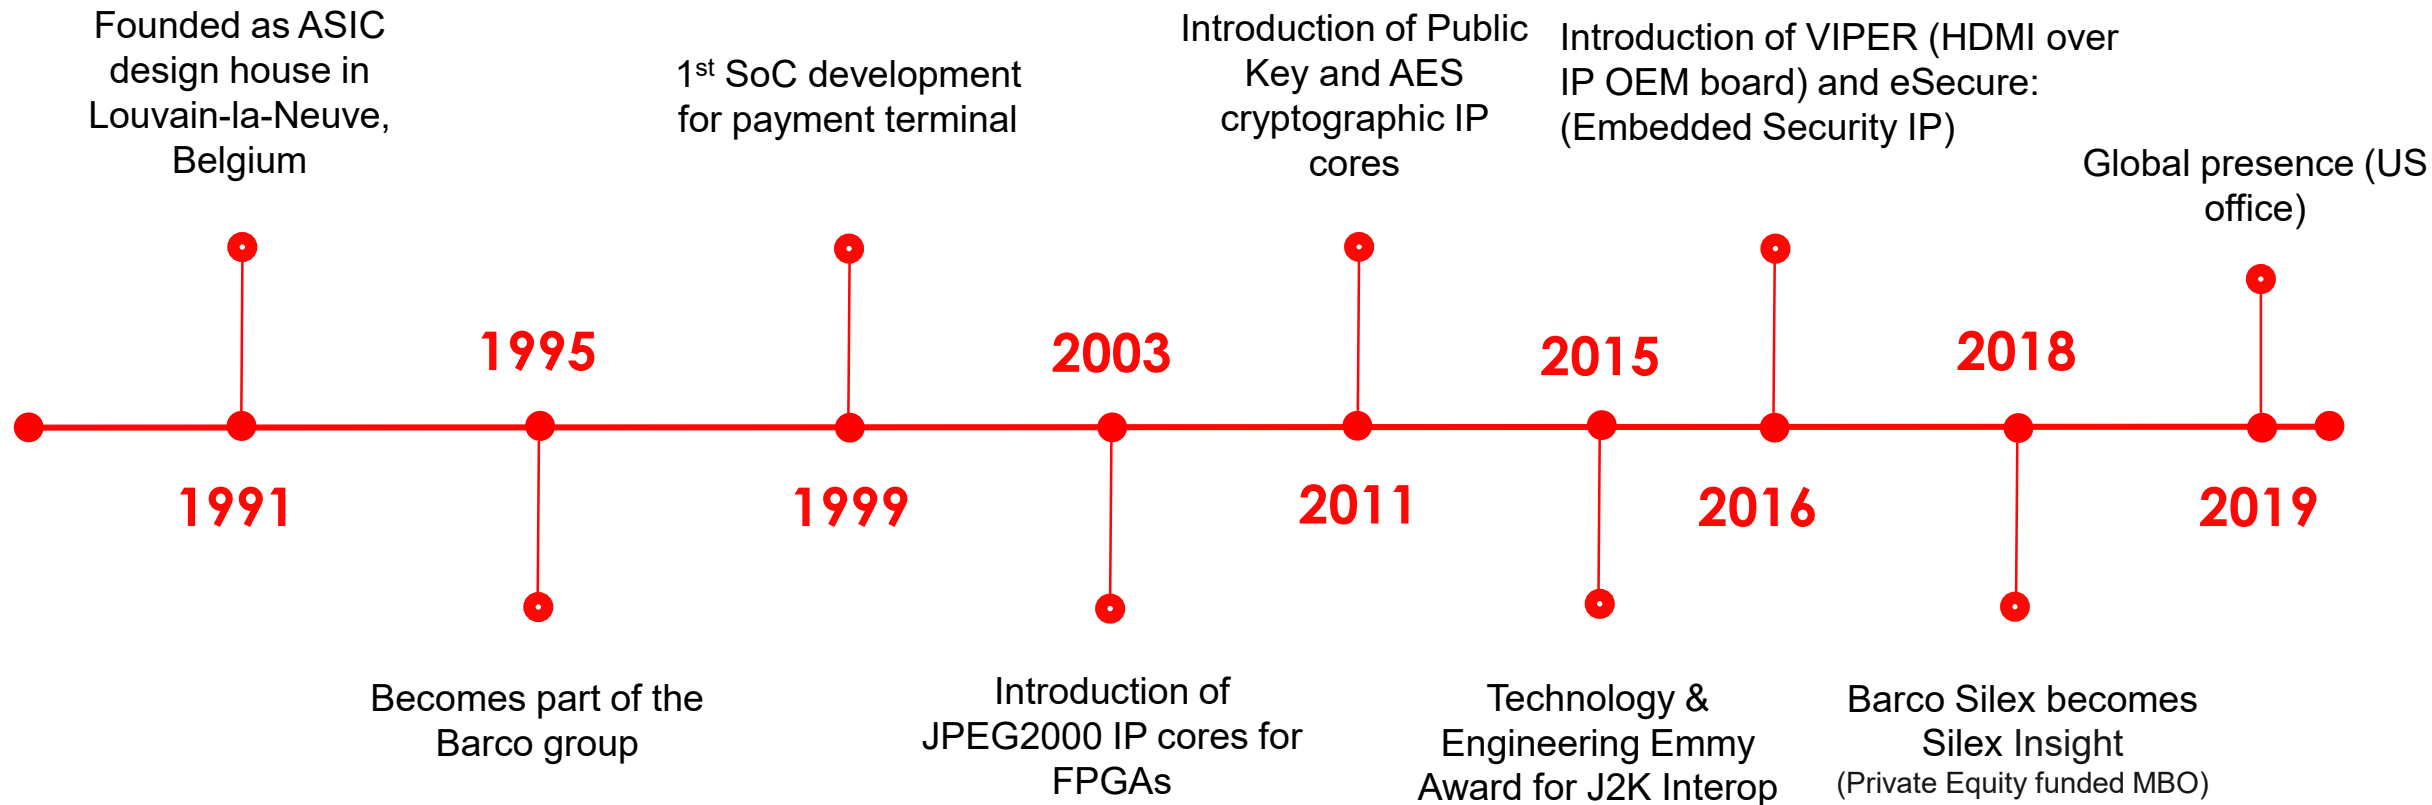 Founded as ASIC
design house in
Louvain-la-Neuve,
Belgium
1st SoC development
for payment terminal
Introduction of Public
Key and AES
cryptographic IP
cores
Introduction of VIPER (HDMI over
IP OEM board) and eSecure:
(Embedded Security IP)
Global presence (US
office)
1995
2003
2015
2018
1991
1999
2011
2016
2019
Becomes part of the
Barco group
Introduction of
JPEG2000 IP cores for
FPGAs
Technology &
Engineering Emmy
Award for J2K Interop
Barco Silex becomes
Silex Insight
(Private Equity funded MBO)